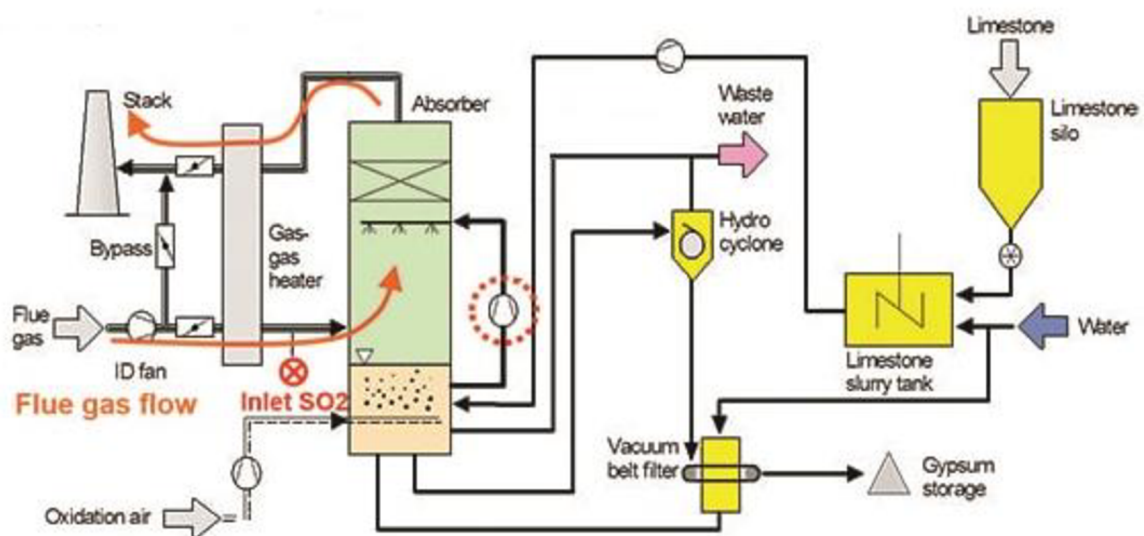 Limestone
Stack
Absorber
Waste
water
Limestone
silo
Bypass
Gas-
gas
heater
Hydro
cyclone
Flue
gas
ID fan
Flue gas flow
Inlet SO2
Limestone
slurry tank
Water
Vacuum
belt filter
Gypsum
storage
Oxidation air